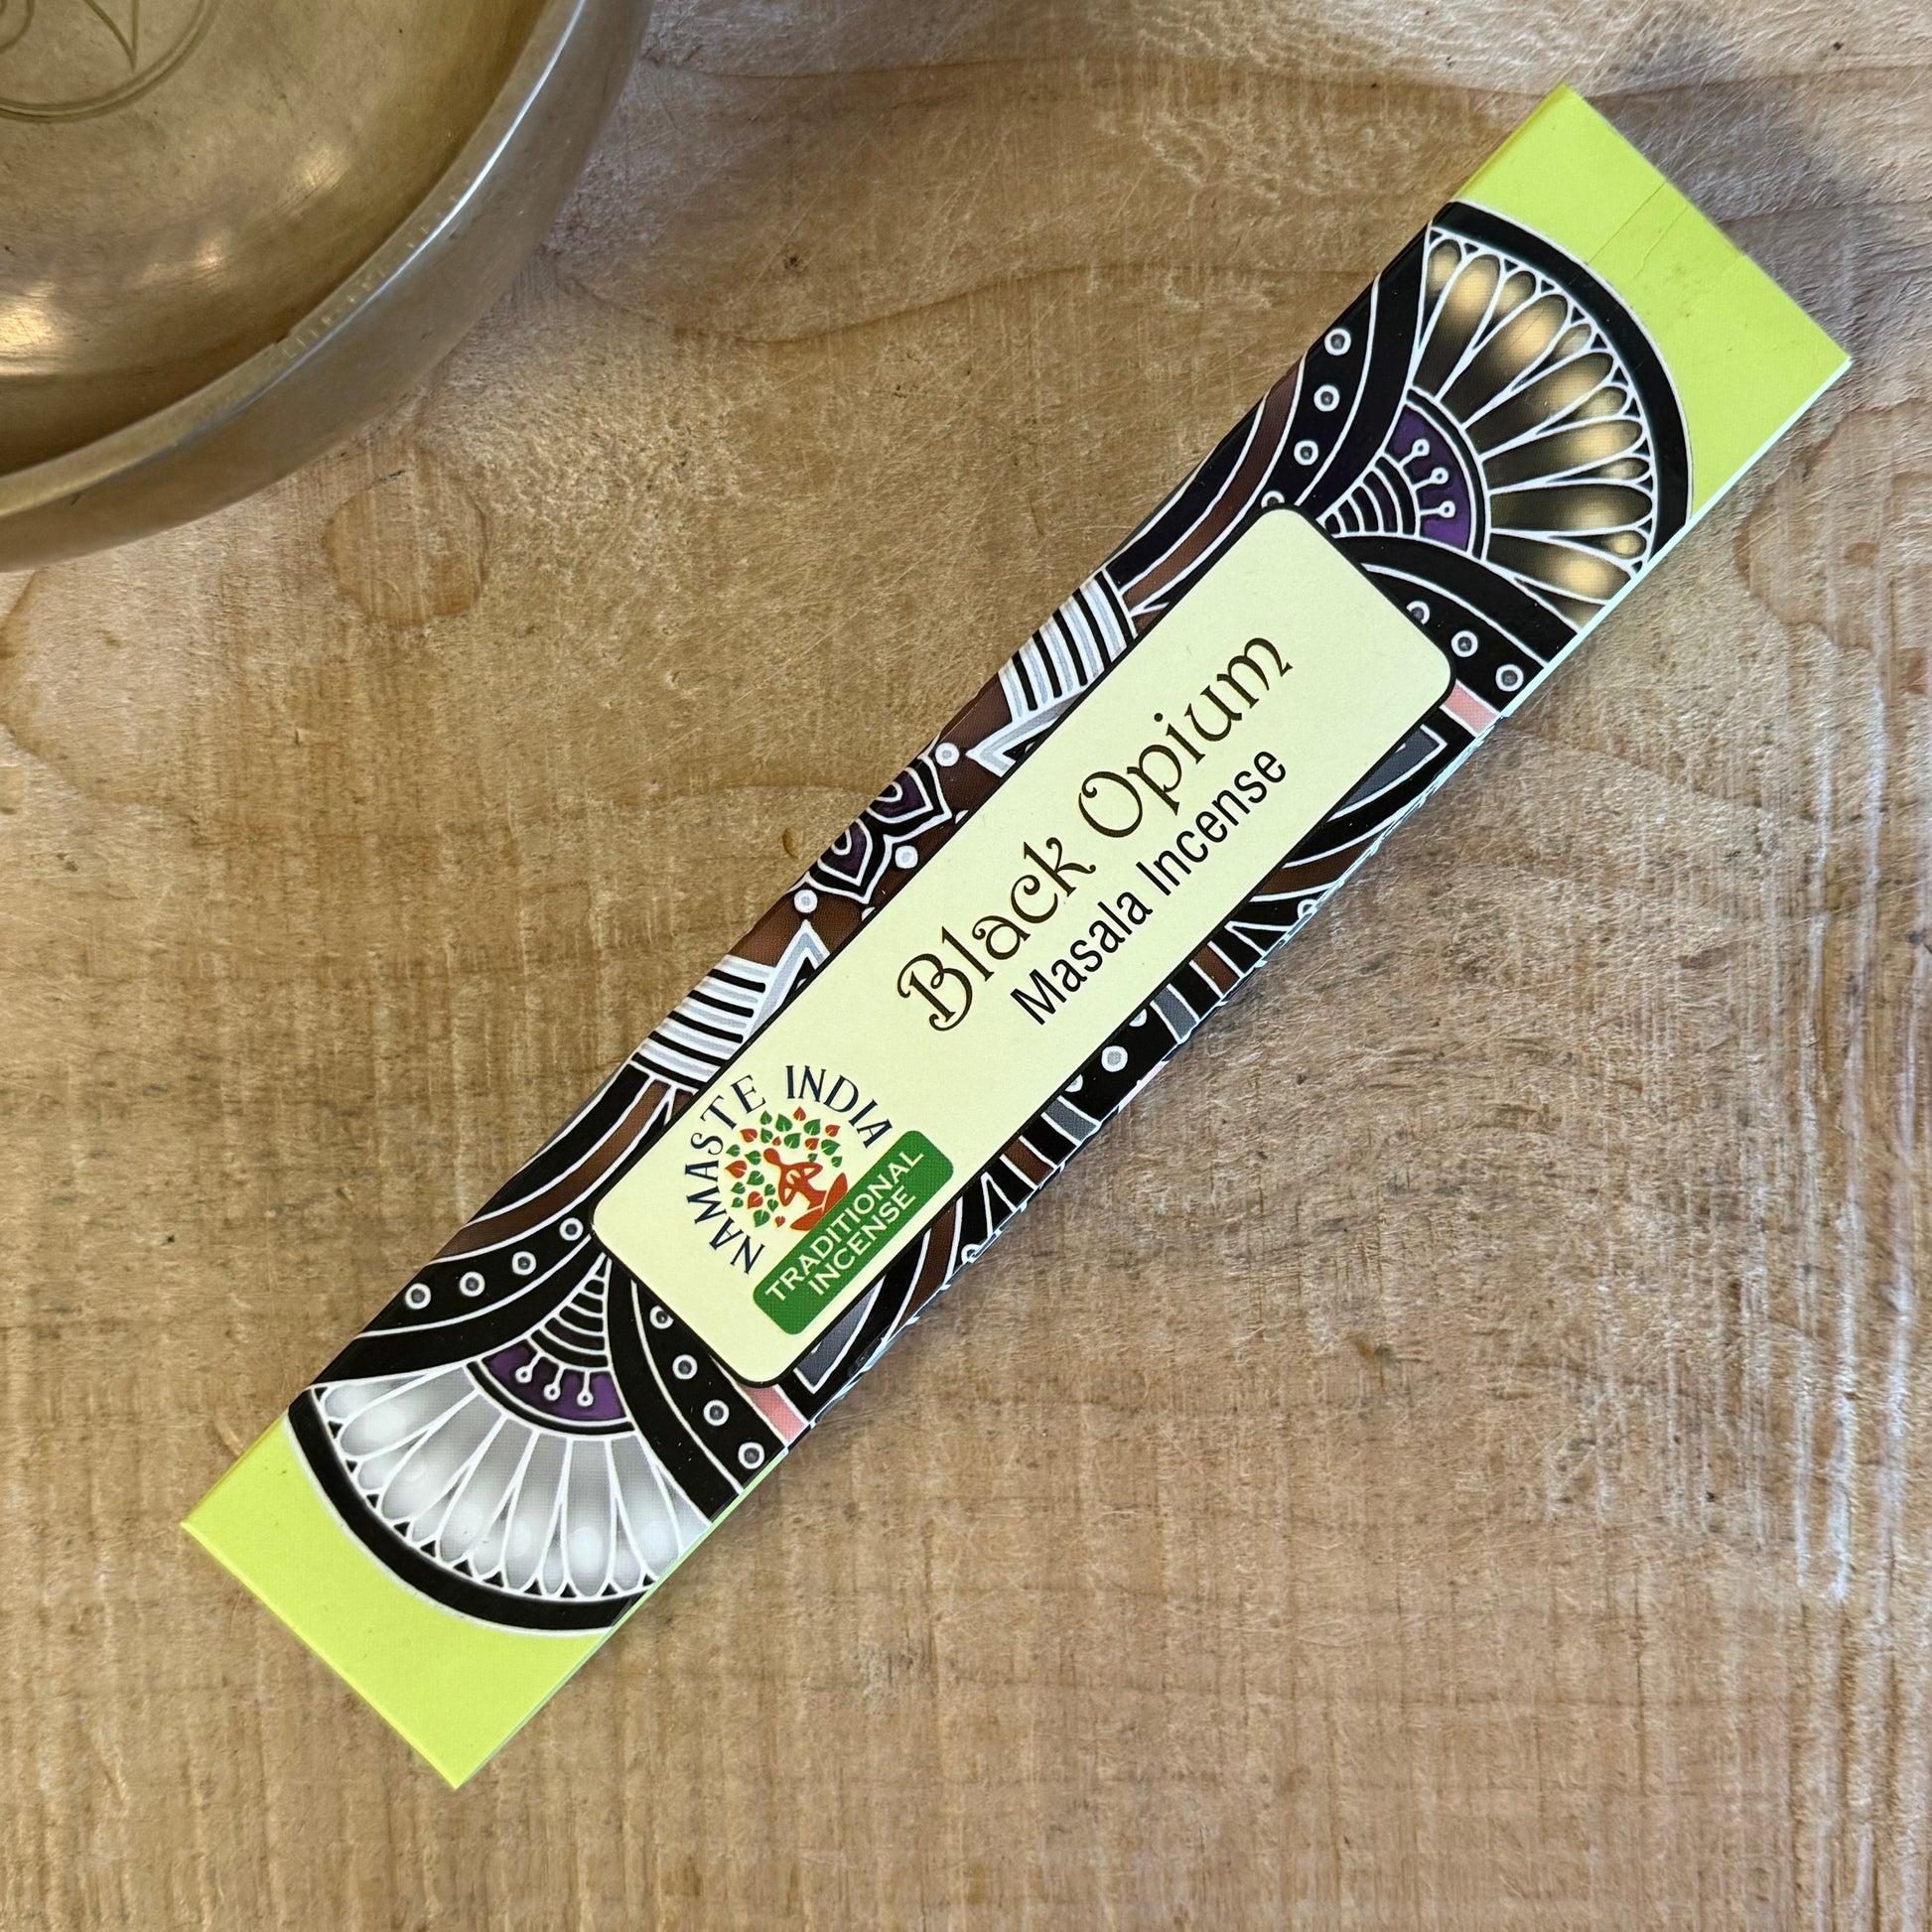 NAMASTE INDIA
TRADITIONAL
INCENSE
Black Opium
Masala Incense